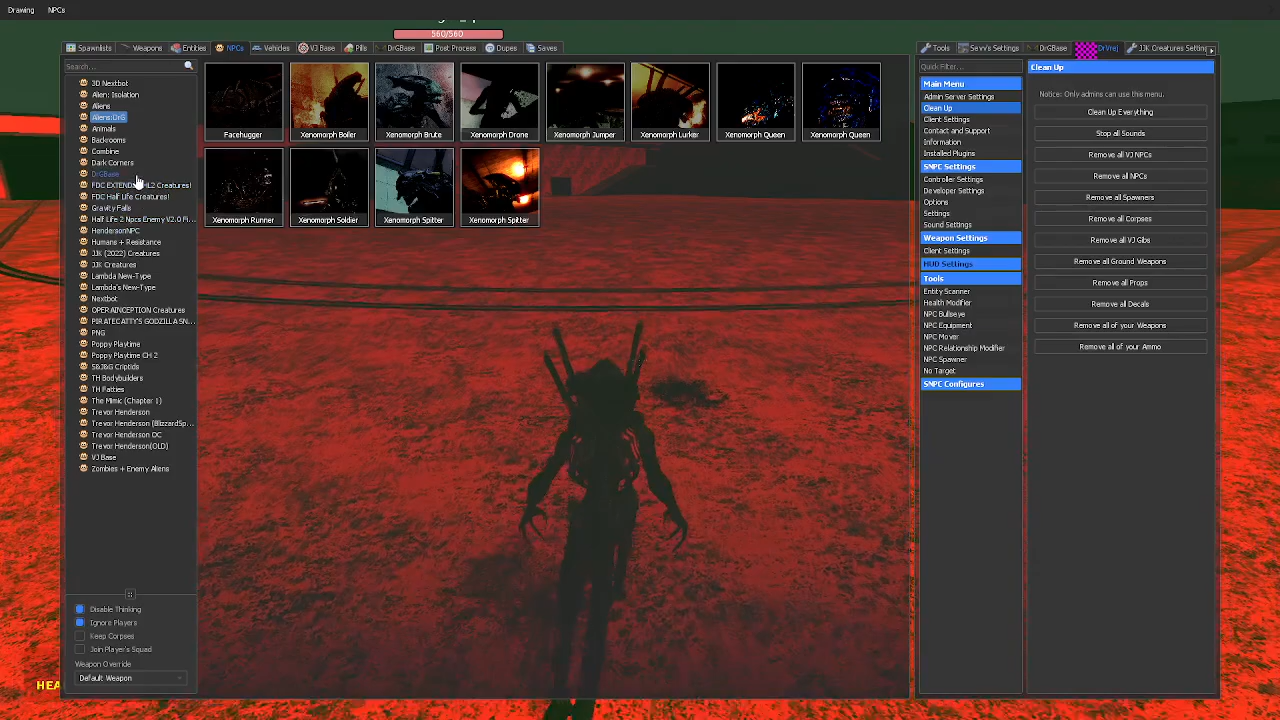 Drawing NPCs
560/560
Spawnlists Weapons Entities NPCs Vehicles VJ Base Pills DrGBase Post Process Dupes Saves
Search...
3D Nextbot
Alien: Isolation
Aliens
Aliens:DrG
Animals
Backrooms
Combine
Dark Corners
DrGBase
FDC Half Life Creatures!
Gravity Falls
Half Life 2 Npcs Enemy V2.0 Fi...
HendersonNPC
Humans + Resistance
JJK (2022) Creatures
JJK Creatures
Lambda New-Type
Lambda's New-Type
Nextbot
OPERAINCEPTION Creatures
PIRATECATTY'S GODZILLA SN...
PNG
Poppy Playtime
Poppy Playtime CH 2
S&J&G Criptids
TH Bodybuilders
TH Fatties
The Mimic (Chapter 1)
Trevor Henderson
Trevor Henderson (BlizzardSp...
Trevor Henderson DC
Trevor Henderson(OLD)
VJ Base
Zombies + Enemy Aliens
Disable Thinking
Ignore Players
Keep Corpses
Join Player's Squad
Weapon Override
Default Weapon
Facehugger Xenomorph Boiler Xenomorph Brute Xenomorph Drone Xenomorph Jumper Xenomorph Lurker Xenomorph Queen Xenomorph Queen
Xenomorph Runner Xenomorph Soldier Xenomorph Spitter Xenomorph Spitter
Tools Sevv's Settings DrGBase DrVrej JJK Creatures Setting
Quick Filter...
Main Menu
Admin Server Settings
Clean Up
Client Settings
Contact and Support
Information
Installed Plugins
SNPC Settings
Controller Settings
Developer Settings
Options
Settings
Sound Settings
Weapon Settings
Client Settings
HUD Settings
Tools
Entity Scanner
Health Modifier
NPC Bullseye
NPC Equipment
NPC Mover
NPC Relationship Modifier
NPC Spawner
No Target
SNPC Configures
Clean Up
Notice: Only admins can use this menu.
Clean Up Everything
Stop all Sounds
Remove all VJ NPCs
Remove all NPCs
Remove all Spawners
Remove all Corpses
Remove all VJ Gibs
Remove all Ground Weapons
Remove all Props
Remove all Decals
Remove all of your Weapons
Remove all of your Ammo
HEA